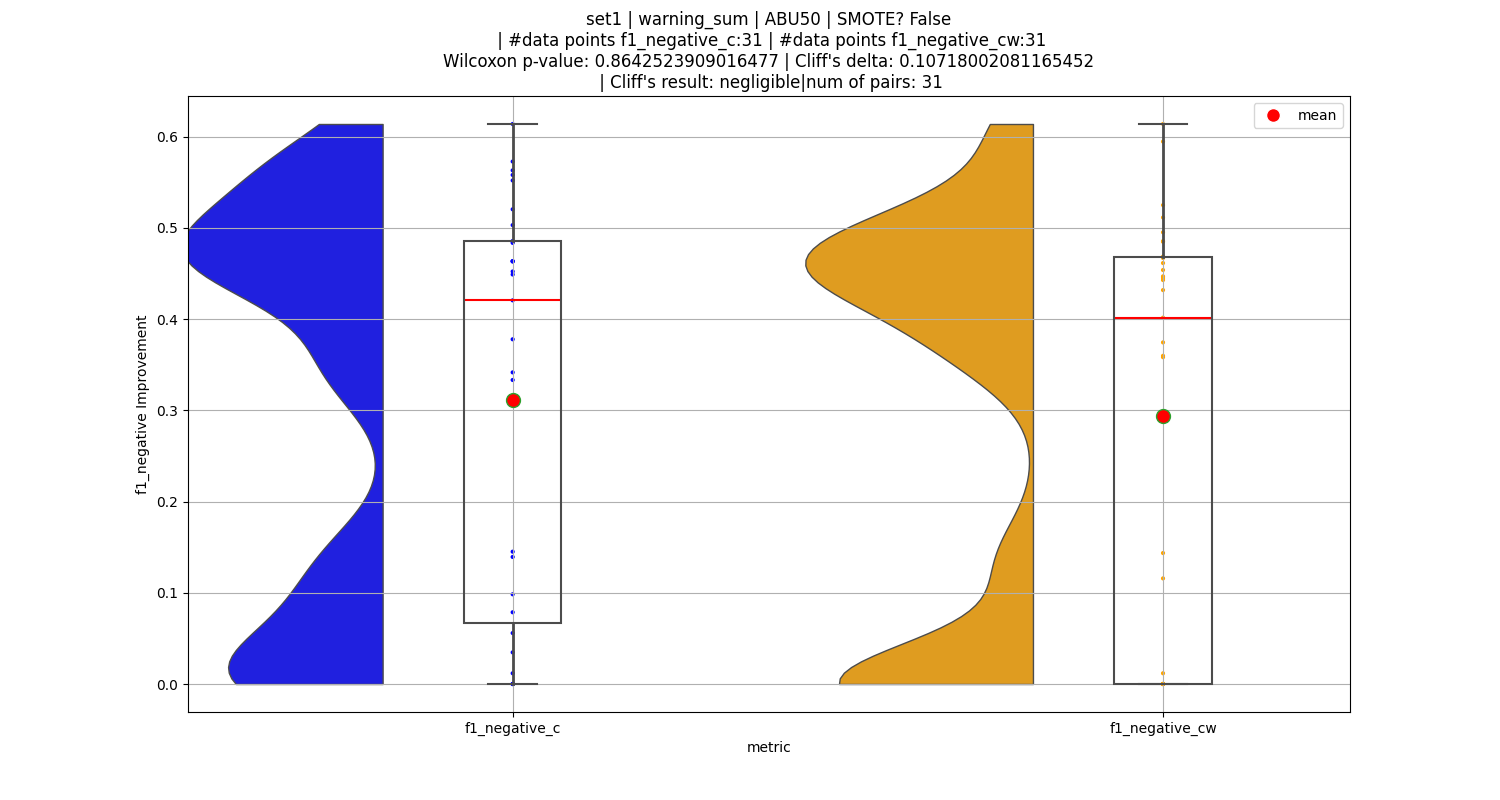 set1 | warning_sum | ABU50 | SMOTE? False
| #data points f1_negative_c:31 | #data points f1_negative_cw:31
Wilcoxon p-value: 0.8642523909016477 | Cliff's delta: 0.10718002081165452
| Cliff's result: negligible|num of pairs: 31
mean
0.6
0.5
0.4
0.3
0.2
0.1
0.0
f1_negative Improvement
f1_negative_c
f1_negative_cw
metric